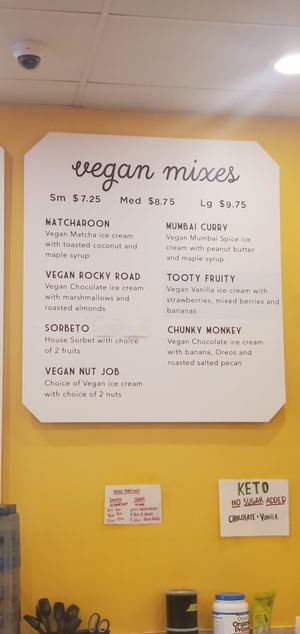 vegan mixes
Sm $7.25 Med $8.75 Lg $9.75
MATCHAROON
Vegan Matcha ice cream
with toasted coconut and
maple syrup
VEGAN ROCKY ROAD
Vegan Chocolate ice cream
with marshmallows and
roasted almonds
SORBETO
House Sorbet with choice
of 2 fruits
VEGAN NUT JOB
Choice of Vegan ice cream
with choice of 2 nuts
MUMBAI CURRY
Vegan Mumbai Spice ice
cream with peanut butter
and maple syrup
TOOTY FRUITY
Vegan Vanilla ice cream with
strawberries, mixed berries and
bananas
CHUNKY MONKEY
Vegan Chocolate ice cream
with banana, Oreos and
roasted salted pecan
KETO
NO SUGAR ADDED
CHOCOLATE + VANILLA
Organic